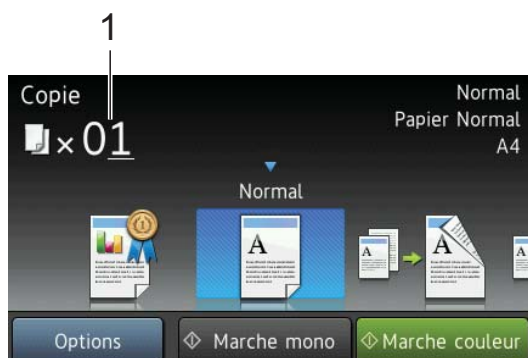 1
Copie
× 01
Normal
Papier Normal
A4
Normal
A
A
A
A
Options
Marche mono
Marche couleur